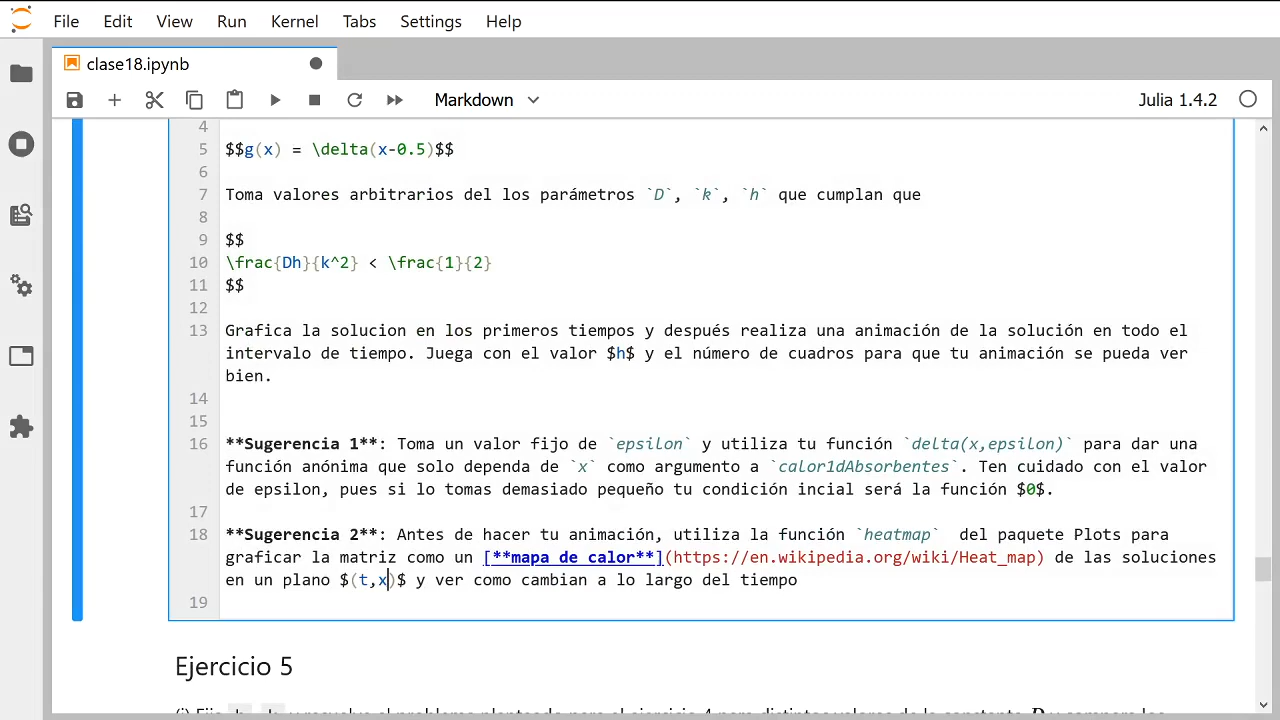 File Edit View Run Kernel Tabs Settings Help
clase18.ipynb
Markdown
Julia 1.4.2
4
5 $$g(x) = \delta(x-0.5)$$
6
7 Toma valores arbitrarios del los parámetros `D`, `k`, `h` que cumplan que
8
9 $$
10 \frac{Dh}{k^2} < \frac{1}{2}
11 $$
12
13 Grafica la solucion en los primeros tiempos y después realiza una animación de la solución en todo el
intervalo de tiempo. Juega con el valor $h$ y el número de cuadros para que tu animación se pueda ver
bien.
14
15
16 **Sugerencia 1**: Toma un valor fijo de `epsilon` y utiliza tu función `delta(x,epsilon)` para dar una
función anónima que solo dependa de `x` como argumento a `calor1dAbsorbentes`. Ten cuidado con el valor
de epsilon, pues si lo tomas demasiado pequeño tu condición incial será la función $0$.
17
18 **Sugerencia 2**: Antes de hacer tu animación, utiliza la función `heatmap`  del paquete Plots para
graficar la matriz como un [**mapa de calor**](https://en.wikipedia.org/wiki/Heat_map) de las soluciones
en un plano $(t,x)$ y ver como cambian a lo largo del tiempo
19
Ejercicio 5